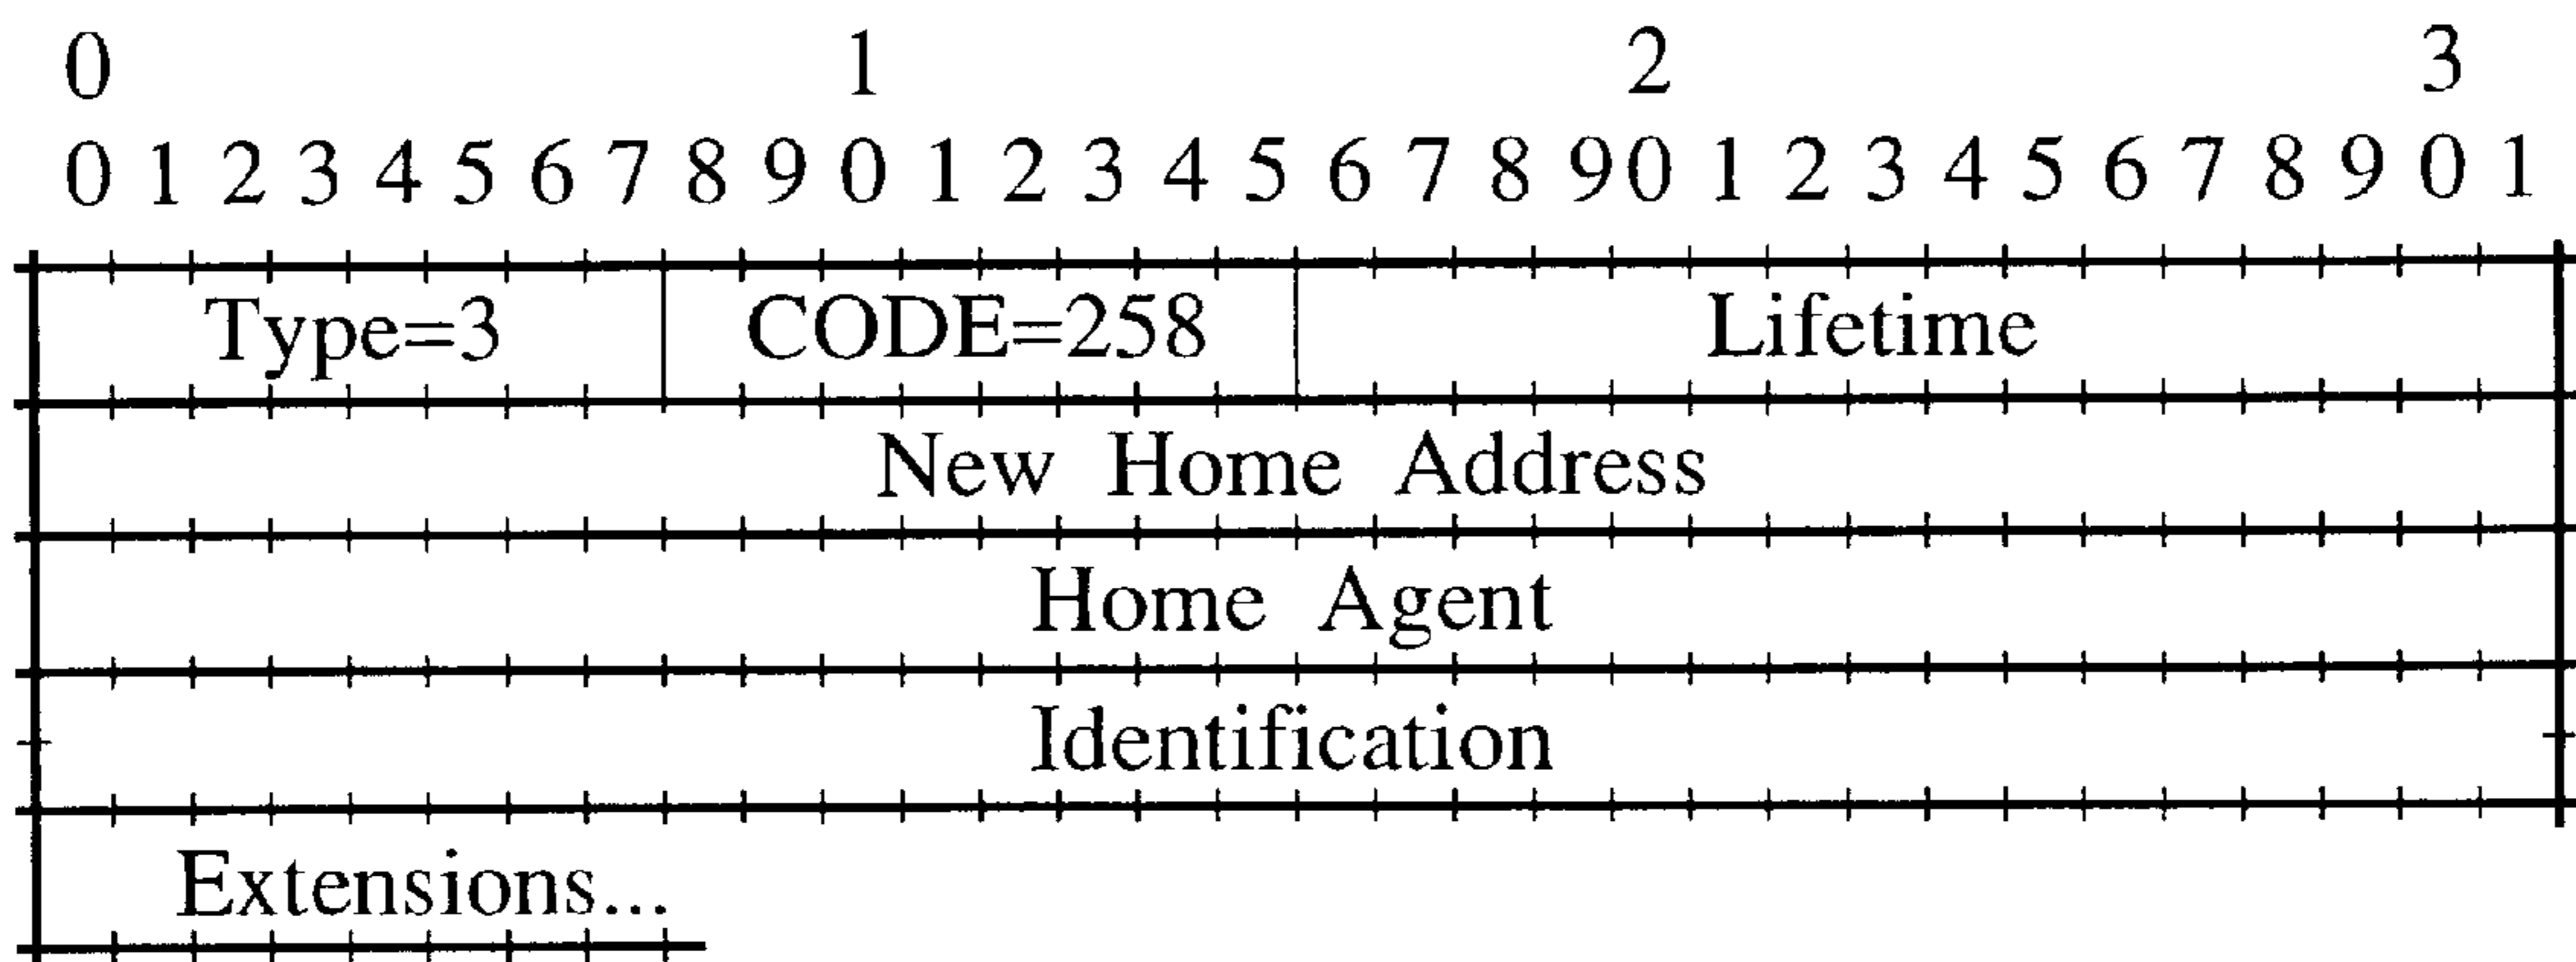 0 1 2 3
0 1 2 3 4 5 6 7 8 9 0 1 2 3 4 5 6 7 8 9 0 1 2 3 4 5 6 7 8 9 0 1
Type=3 CODE=258 Lifetime
New Home Address
Home Agent
Identification
Extensions...